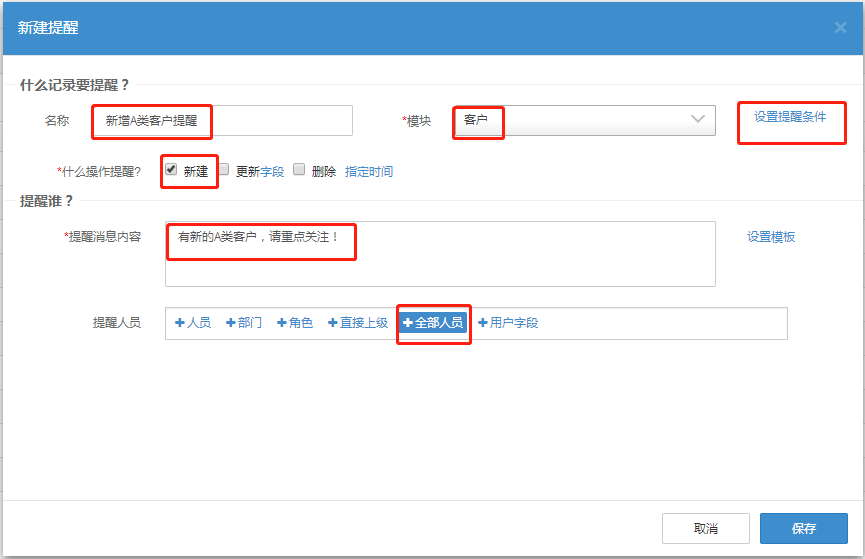 新建提醒
什么记录要提醒？
名称 新增A类客户提醒 *模块 客户 设置提醒条件
*什么操作提醒? 新建 更新字段 删除 指定时间
提醒谁？
*提醒消息内容 有新的A类客户，请重点关注！ 设置模板
提醒人员 +人员 +部门 +角色 +直接上级 +全部人员 +用户字段
取消 保存